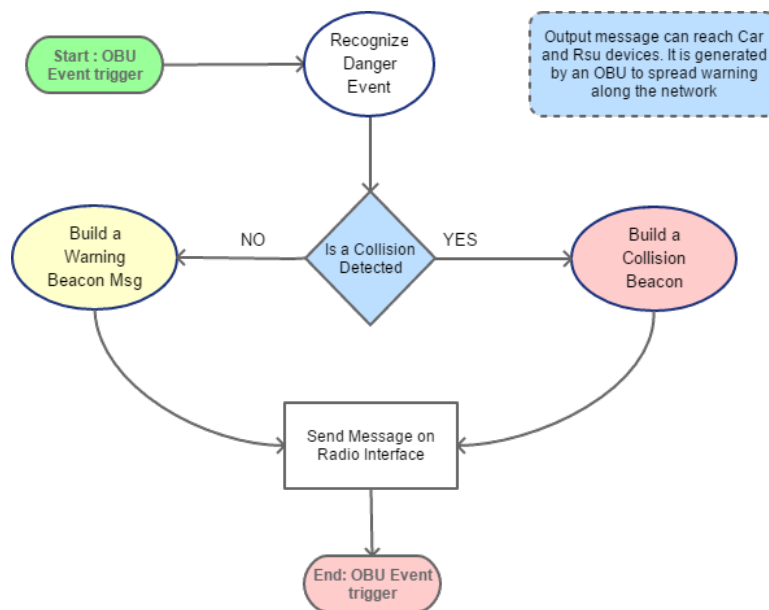 Start : OBU
Event trigger
Recognize
Danger
Event
Output message can reach Car
and Rsu devices. It is generated
by an OBU to spread warning
along the network
Build a
Warning
Beacon Msg
NO
Is a Collision
Detected
YES
Build a
Collision
Beacon
Send Message on
Radio Interface
End: OBU Event
trigger